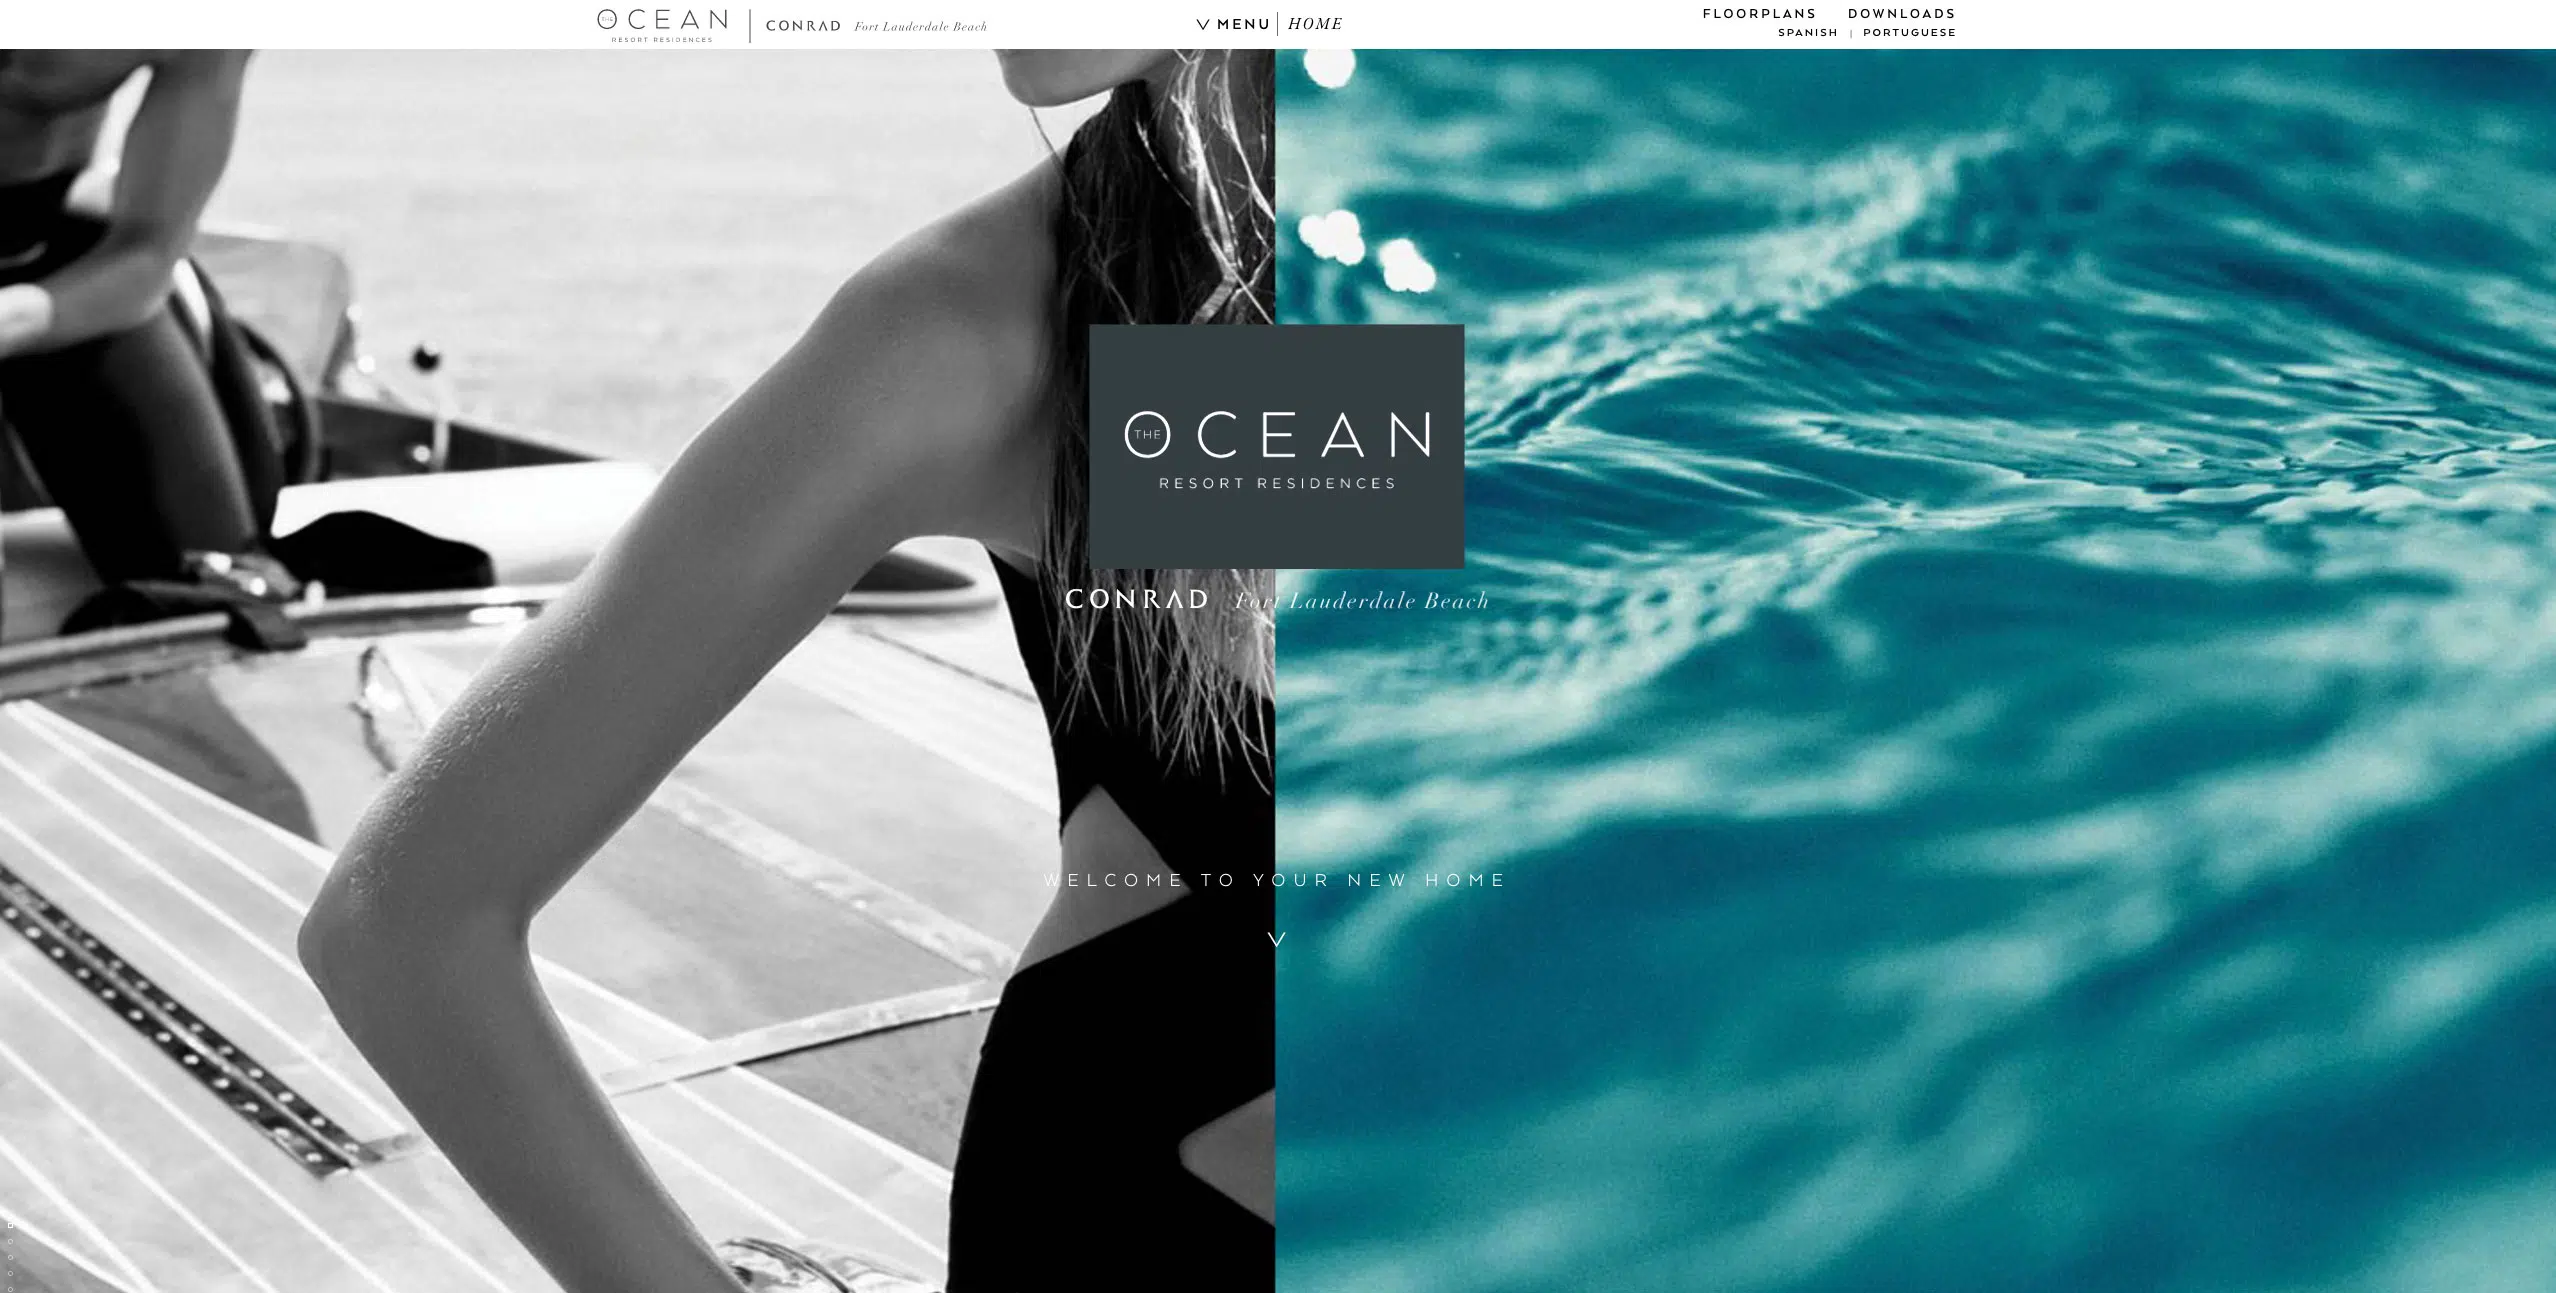 THE OCEAN
RESORT RESIDENCES
CONRAD Fort Lauderdale Beach
MENU HOME
FLOORPLANS DOWNLOADS
SPANISH | PORTUGUESE
THE OCEAN
RESORT RESIDENCES
CONRAD Fort Lauderdale Beach
WELCOME TO YOUR NEW HOME